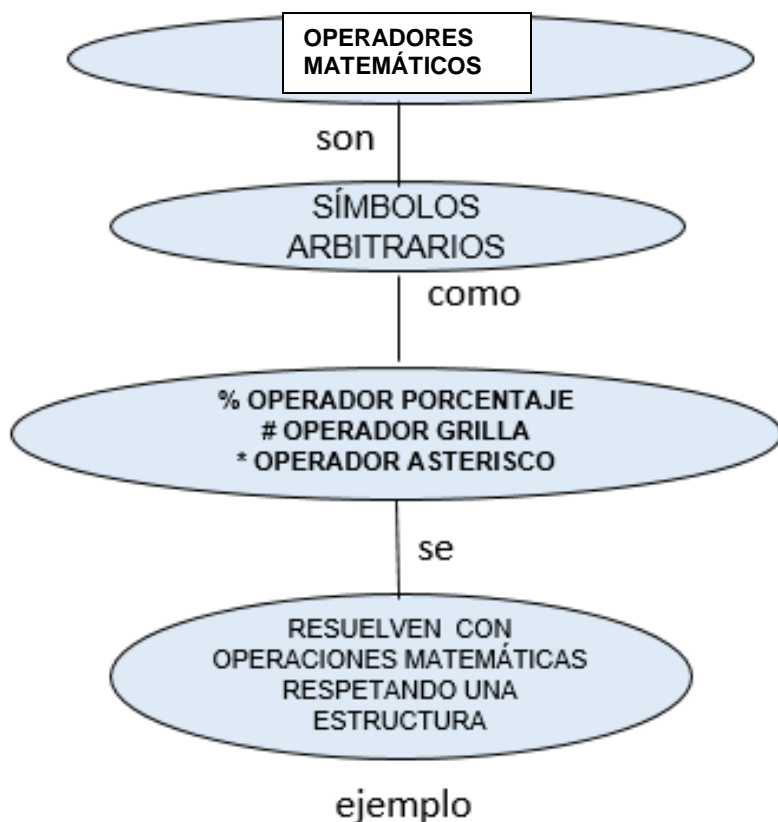 OPERADORES
MATEMÁTICOS
son
SÍMBOLOS
ARBITRARIOS
como
% OPERADOR PORCENTAJE
# OPERADOR GRILLA
* OPERADOR ASTERISCO
se
RESUELVEN CON
OPERACIONES MATEMÁTICAS
RESPETANDO UNA
ESTRUCTURA
ejemplo